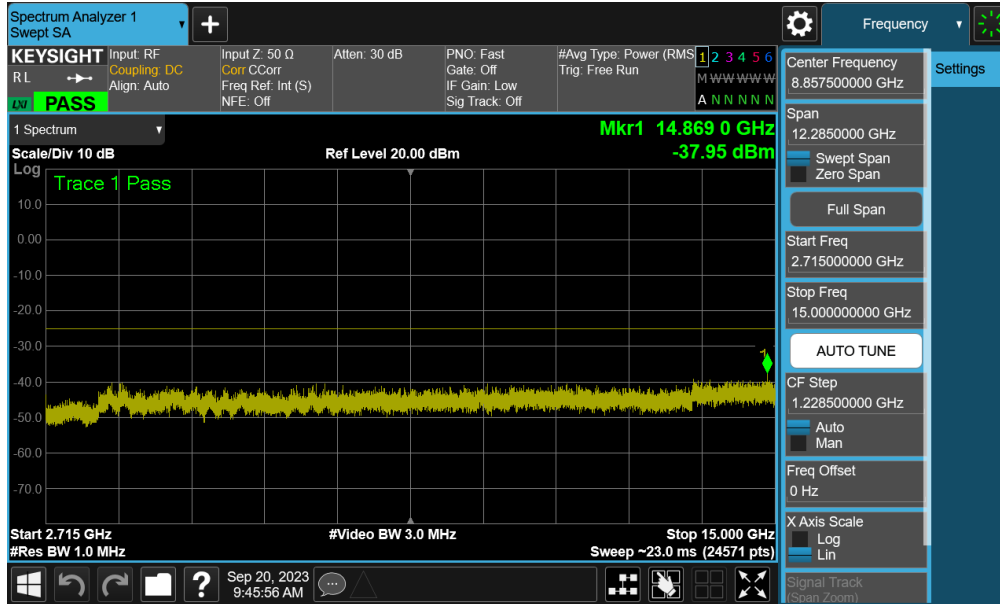 Spectrum Analyzer 1
Swept SA
+
Frequency
KEYSIGHT
RL
LXI
PASS
Input: RF
Coupling: DC
Align: Auto
Input Z: 50 Ω
Corr CCorr
Freq Ref: Int (S)
NFE: Off
Atten: 30 dB
PNO: Fast
Gate: Off
IF Gain: Low
Sig Track: Off
#Avg Type: Power (RMS
Trig: Free Run
1 2 3 4 5 6
M W W W W W
A N N N N N
1 Spectrum
Mkr1 14.869 0 GHz
Scale/Div 10 dB
Ref Level 20.00 dBm
-37.95 dBm
Log
Trace 1 Pass
10.0
0.00
-10.0
-20.0
-30.0
1
-40.0
-50.0
-60.0
-70.0
Start 2.715 GHz
#Video BW 3.0 MHz
Stop 15.000 GHz
#Res BW 1.0 MHz
Sweep ~23.0 ms (24571 pts)
Center Frequency
8.857500000 GHz
Settings
Span
12.2850000 GHz
Swept Span
Zero Span
Full Span
Start Freq
2.715000000 GHz
Stop Freq
15.000000000 GHz
AUTO TUNE
CF Step
1.228500000 GHz
Auto
Man
Freq Offset
0 Hz
X Axis Scale
Log
Lin
Signal Track
(Span Zoom)
?
Sep 20, 2023
9:45:56 AM